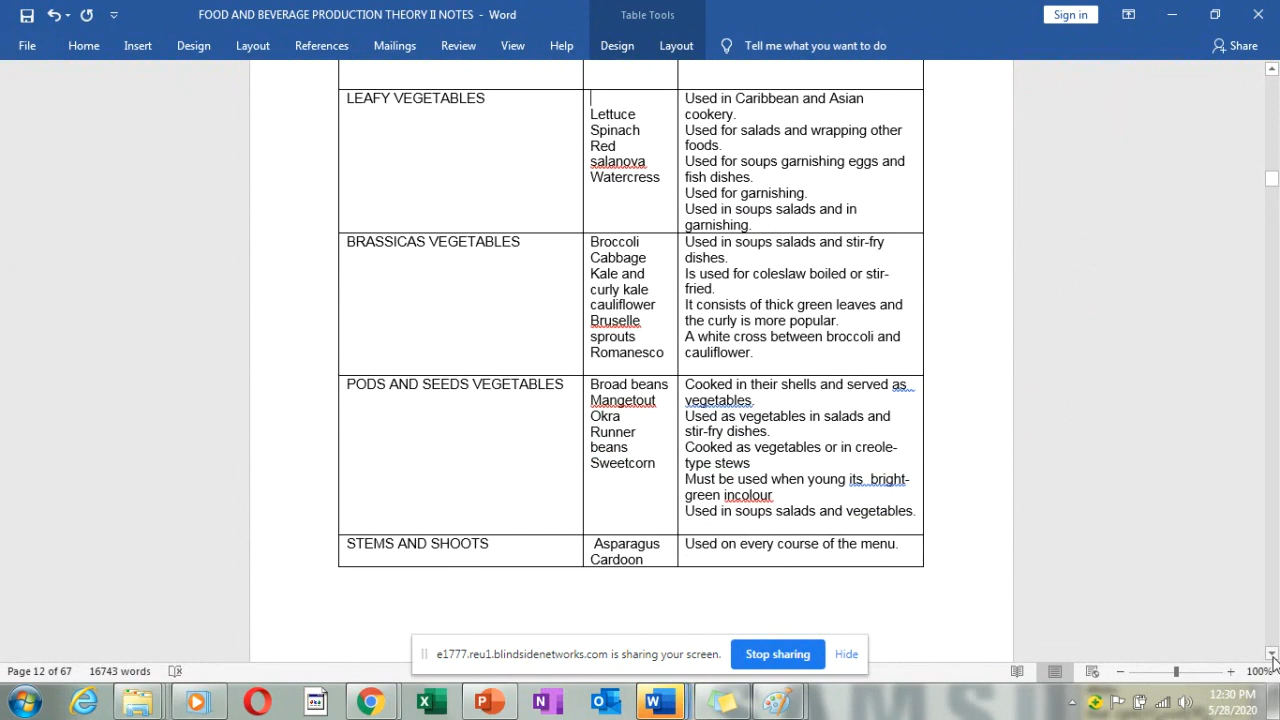 FOOD AND BEVERAGE PRODUCTION THEORY II NOTES - Word
Table Tools
Sign in
File Home Insert Design Layout References Mailings Review View Help Design Layout Tell me what you want to do Share
LEAFY VEGETABLES
Lettuce
Spinach
Red
salanova
Watercress
Used in Caribbean and Asian
cookery.
Used for salads and wrapping other
foods.
Used for soups garnishing eggs and
fish dishes.
Used for garnishing.
Used in soups salads and in
garnishing.
BRASSICAS VEGETABLES
Broccoli
Cabbage
Kale and
curly kale
cauliflower
Bruselle
sprouts
Romanesco
Used in soups salads and stir-fry
dishes.
Is used for coleslaw boiled or stir-
fried.
It consists of thick green leaves and
the curly is more popular.
A white cross between broccoli and
cauliflower.
PODS AND SEEDS VEGETABLES
Broad beans
Mangetout
Okra
Runner
beans
Sweetcorn
Cooked in their shells and served as
vegetables.
Used as vegetables in salads and
stir-fry dishes.
Cooked as vegetables or in creole-
type stews
Must be used when young its bright-
green incolour
Used in soups salads and vegetables.
STEMS AND SHOOTS
Asparagus
Cardoon
Used on every course of the menu.
e1777.reu1.blindsidenetworks.com is sharing your screen.
Stop sharing
Hide
Page 12 of 67 16743 words
100%
12:30 PM
5/28/2020